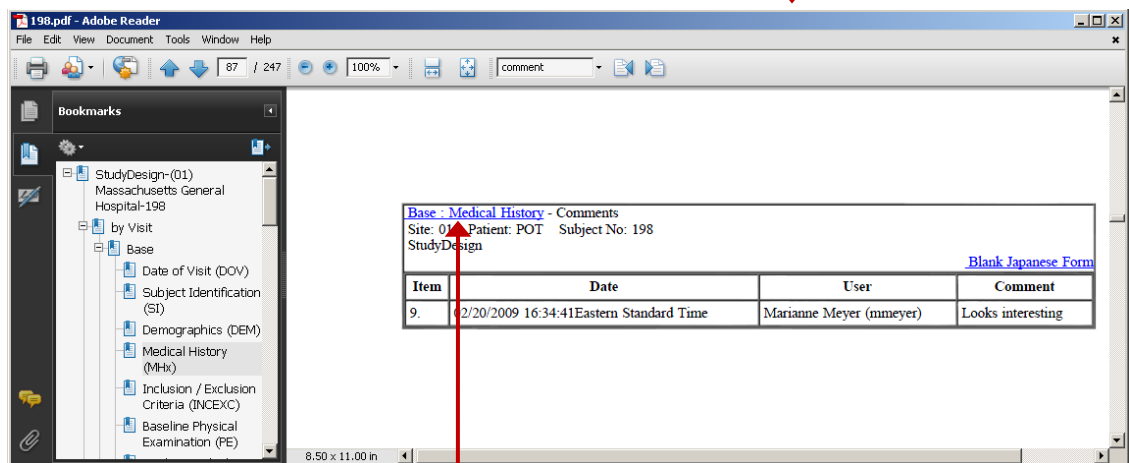 198.pdf - Adobe Reader
File Edit View Document Tools Window Help
87 / 247 100% comment
Bookmarks
StudyDesign-(01)
Massachusetts General
Hospital-198
by Visit
Base
Date of Visit (DOV)
Subject Identification
(SI)
Demographics (DEM)
Medical History
(MHx)
Inclusion / Exclusion
Criteria (INCEXC)
Baseline Physical
Examination (PE)
Base : Medical History - Comments
Site: 01 Patient: POT Subject No: 198
StudyDesign
Blank Japanese Form
Item Date User Comment
9. 02/20/2009 16:34:41Eastern Standard Time Marianne Meyer (mmeyer) Looks interesting
8.50 x 11.00 in